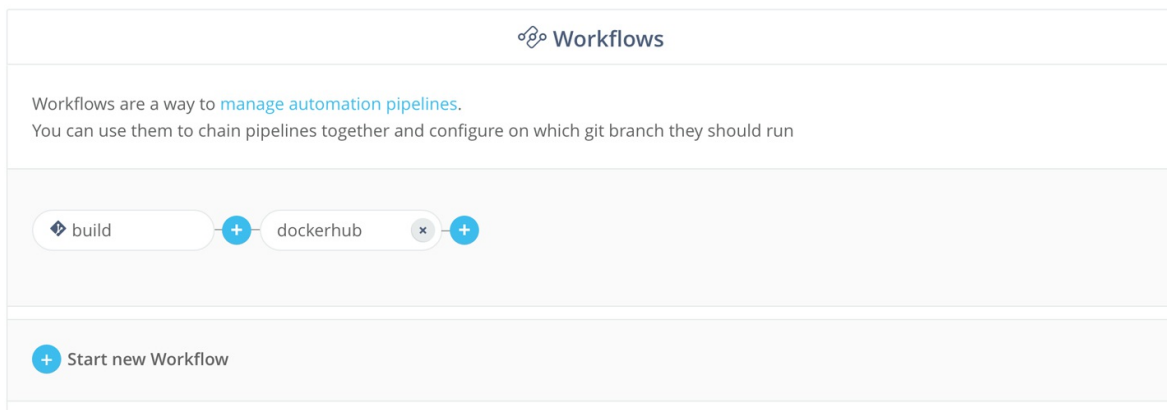 Workflows
Workflows are a way to manage automation pipelines.
You can use them to chain pipelines together and configure on which git branch they should run
build + dockerhub × +
+ Start new Workflow